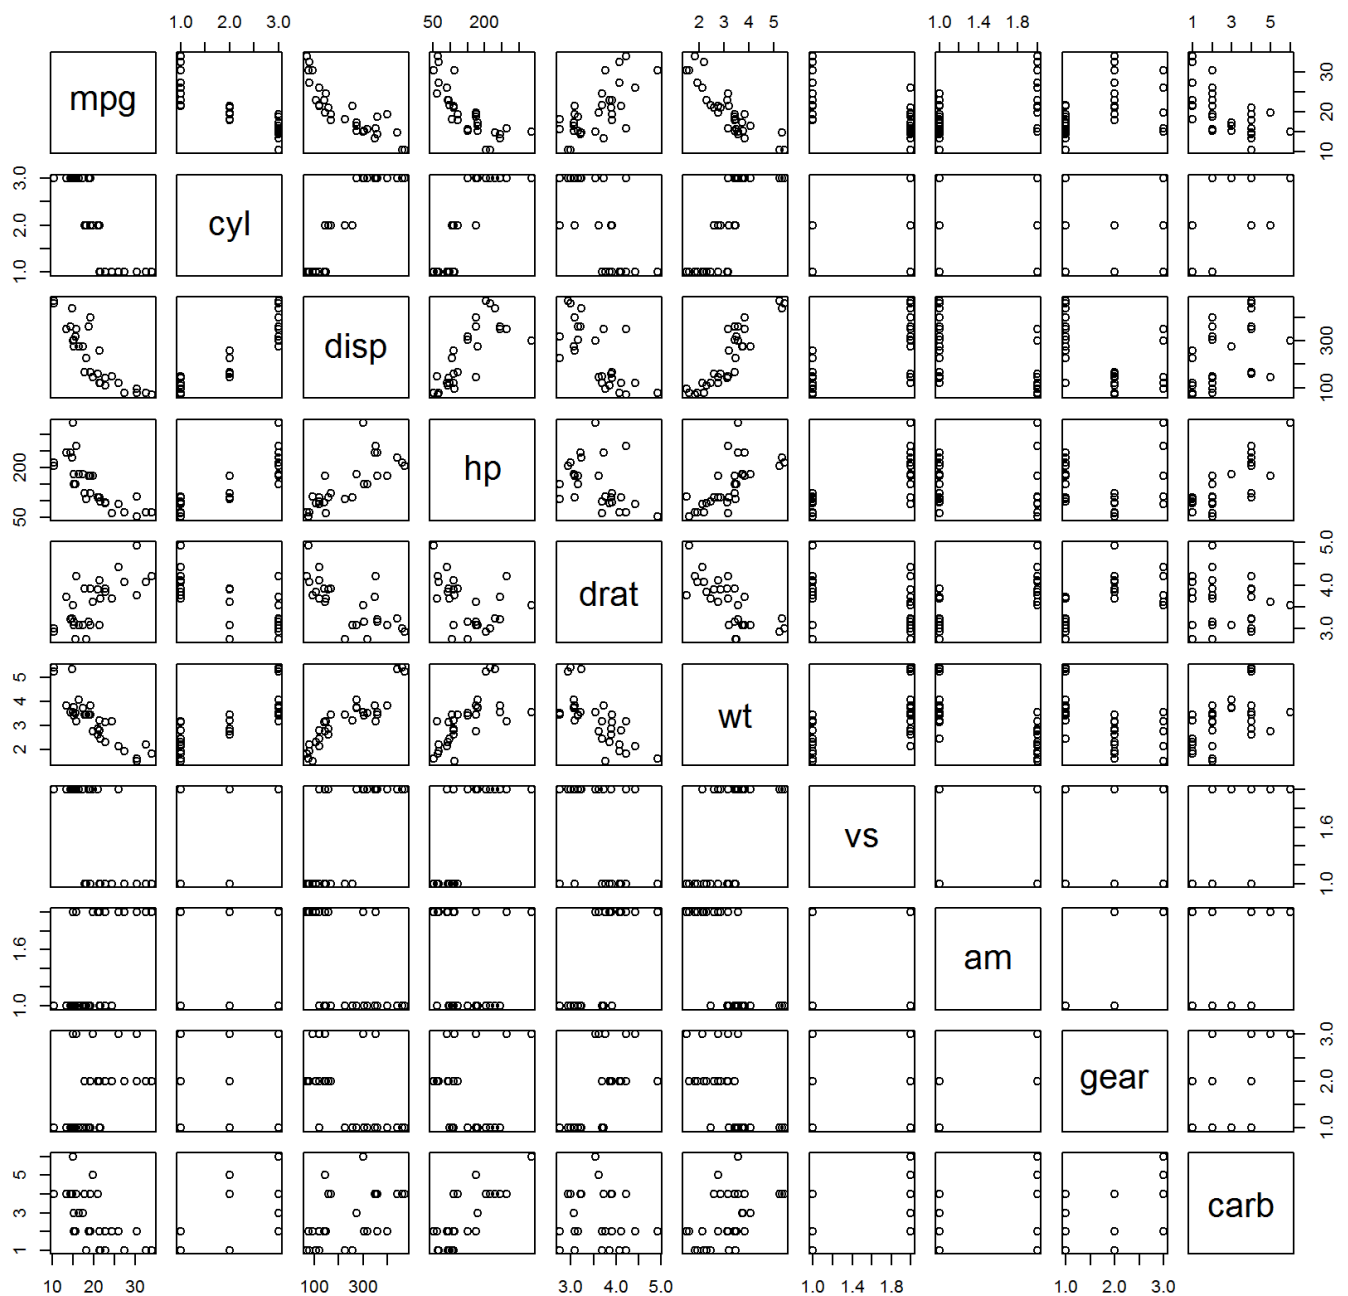 1.0 2.0 3.0 50 200 2 3 4 5 1.0 1.4 1.8 1 3 5
mpg 10 20 30
1.0 2.0 3.0 cyl
disp 100 300
50 200 hp
drat 3.0 4.0 5.0
2 3 4 5 wt
vs 1.0 1.6
1.0 1.6 am
gear 1.0 2.0 3.0
1 3 5 carb
10 20 30 100 300 3.0 4.0 5.0 1.0 1.4 1.8 1.0 2.0 3.0